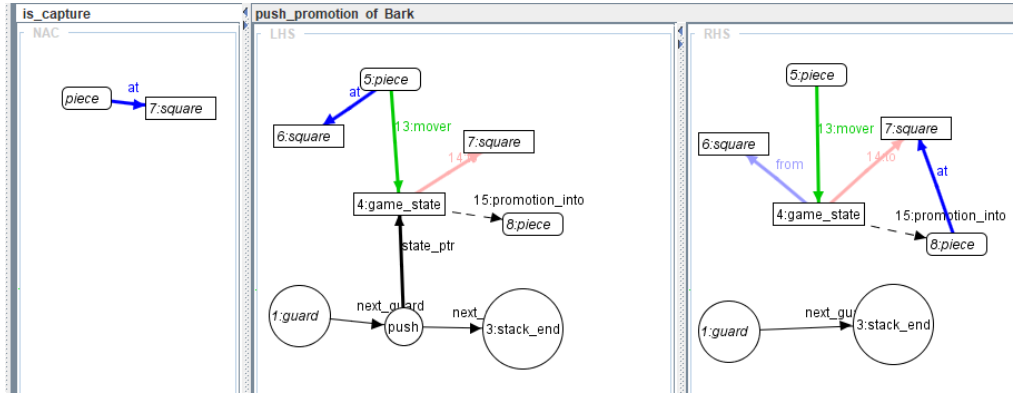 is_capture
push_promotion of Bark
NAC
piece
at
7:square
LHS
5:piece
at
6:square
13:mover
7:square
14:
4:game_state
15:promotion_into
8:piece
state_ptr
next_guard
1:guard
push
next_
3:stack_end
RHS
5:piece
13:mover
7:square
6:square
from
14:to
at
4:game_state
15:promotion_into
8:piece
next_gu
1:guard
3:stack_end